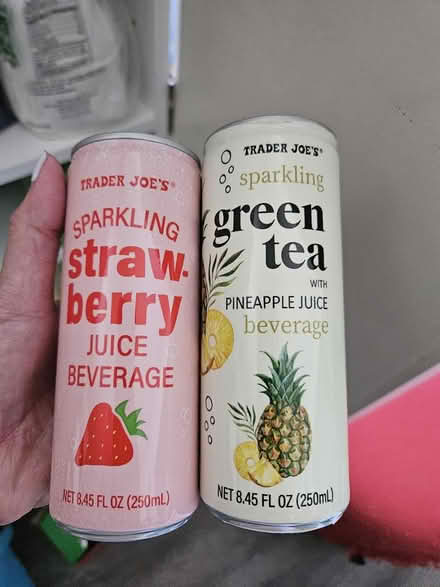 TRADER JOE'S®
SPARKLING
straw-
berry
JUICE
BEVERAGE
NET 8.45 FL OZ (250mL)
TRADER JOE'S®
sparkling
green
tea
WITH
PINEAPPLE JUICE
beverage
NET 8.45 FL OZ (250mL)